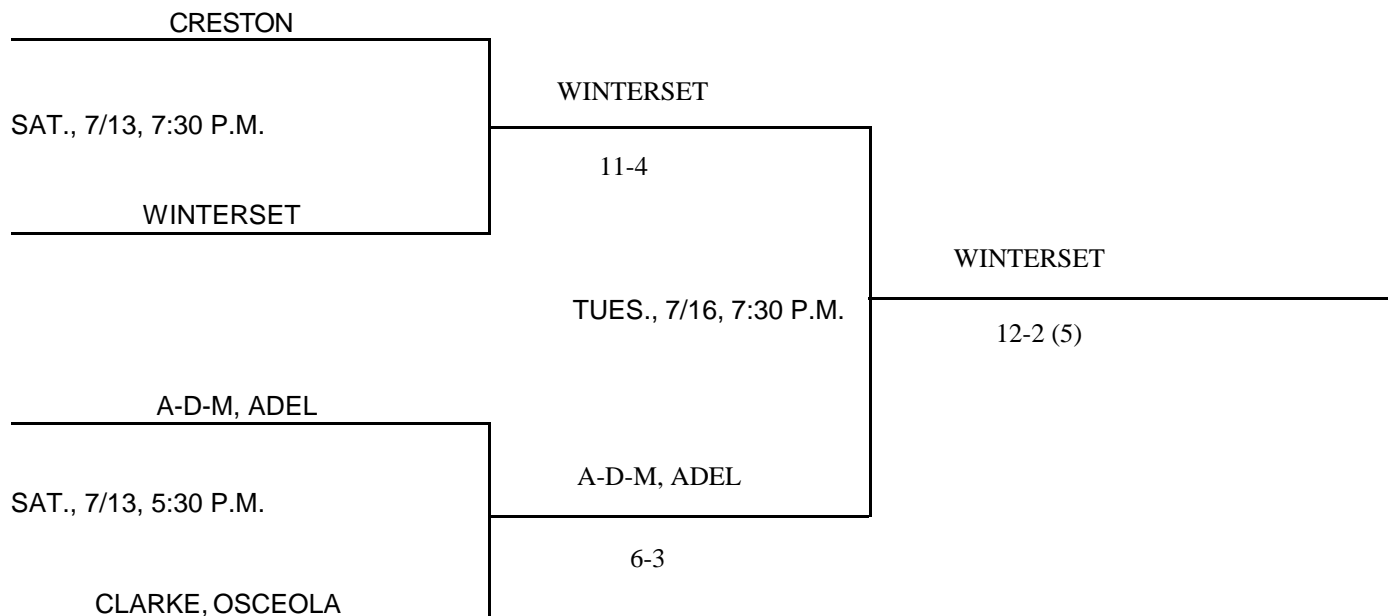 CRESTON
WINTERSET
SAT., 7/13, 7:30 P.M.
11-4
WINTERSET
WINTERSET
TUES., 7/16, 7:30 P.M.
12-2 (5)
A-D-M, ADEL
A-D-M, ADEL
SAT., 7/13, 5:30 P.M.
6-3
CLARKE, OSCEOLA